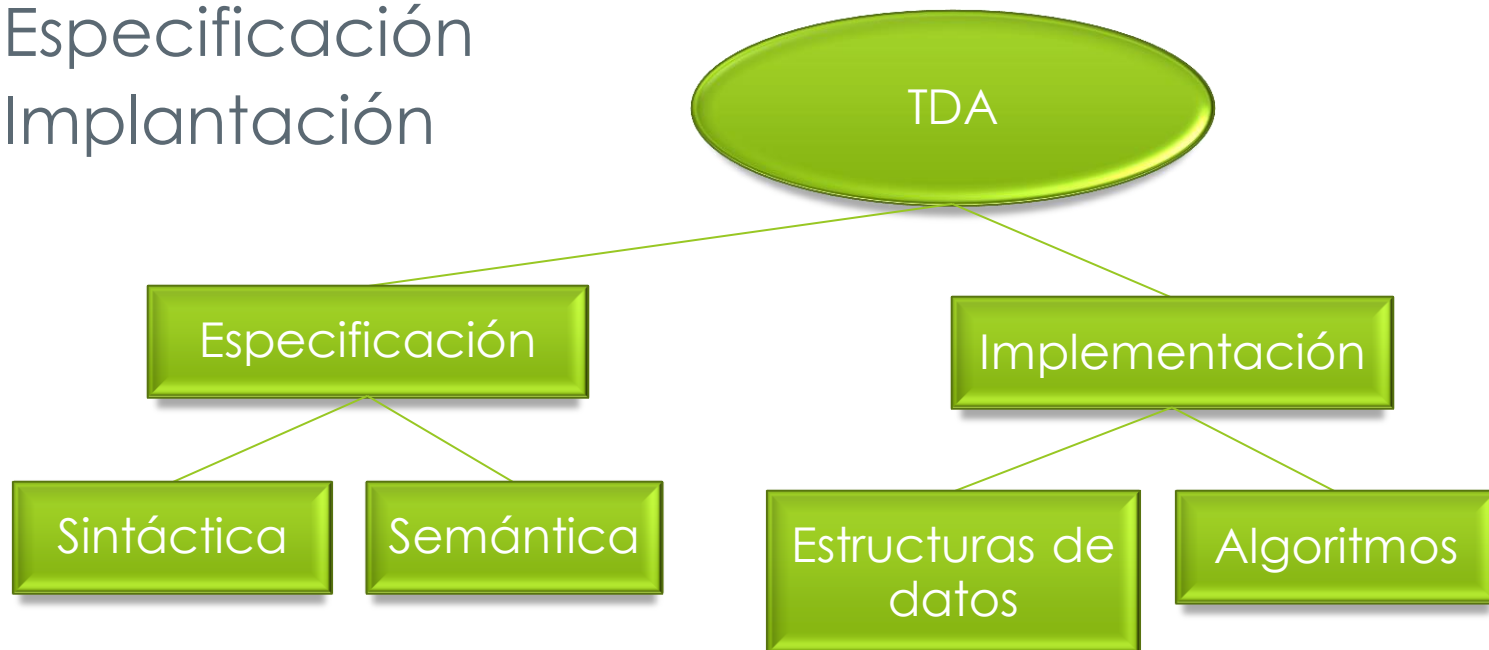 Especificación
Implantación
TDA
Especificación
Implementación
Sintáctica
Semántica
Estructuras de
datos
Algoritmos